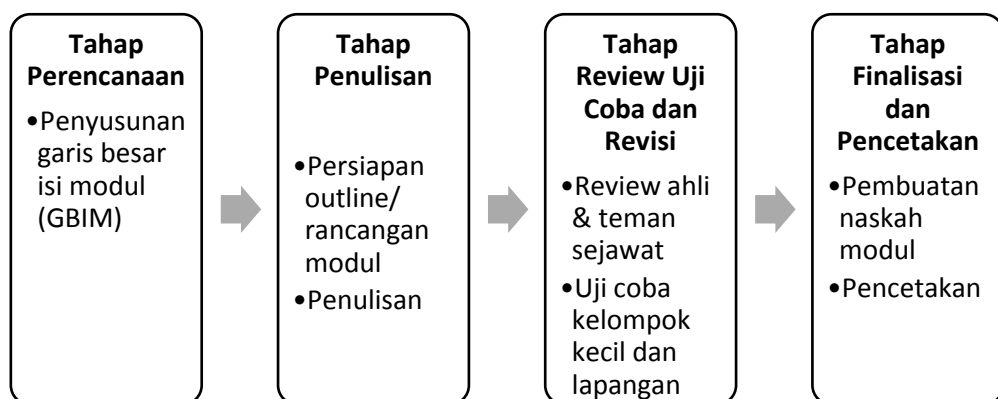 Tahap
Perencanaan
•Penyusunan
garis besar
isi modul
(GBIM)
Tahap
Penulisan
•Persiapan
outline/
rancangan
modul
•Penulisan
Tahap
Review Uji
Coba dan
Revisi
•Review ahli
& teman
sejawat
•Uji coba
kelompok
kecil dan
lapangan
Tahap
Finalisasi
dan
Pencetakan
•Pembuatan
naskah
modul
•Pencetakan